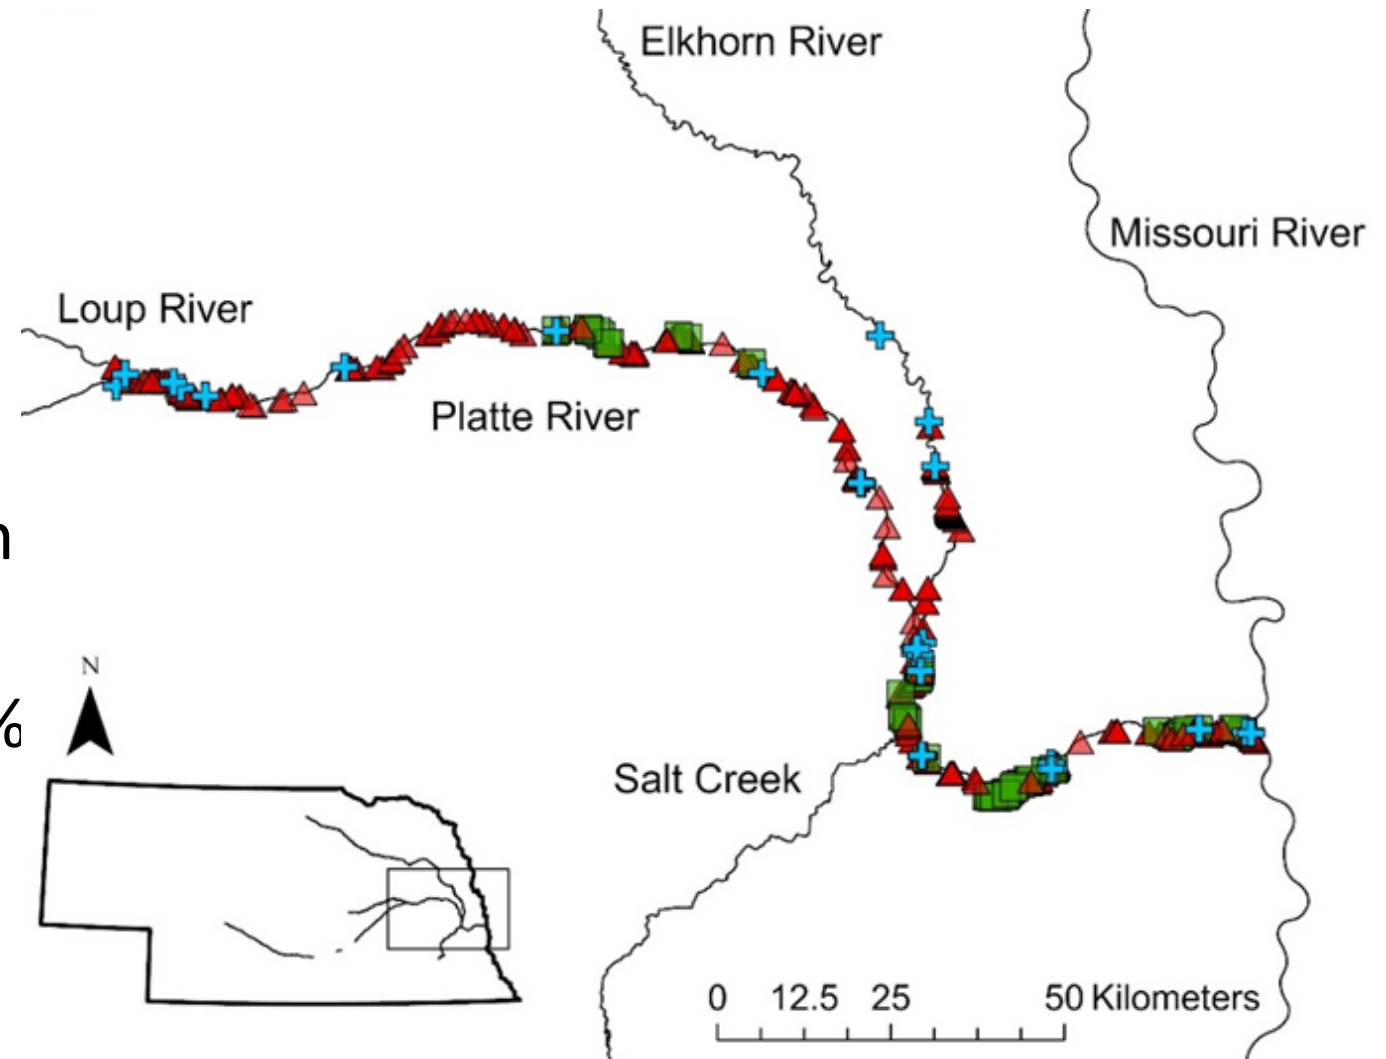 Elkhorn River
Missouri River
Loup River
Platte River
n
N
%
Salt Creek
0 12.5 25 50 Kilometers